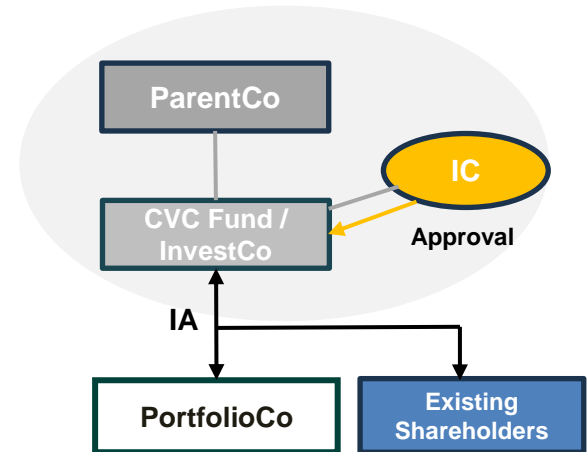 ParentCo
IC
CVC Fund /
InvestCo
Approval
IA
PortfolioCo
Existing
Shareholders